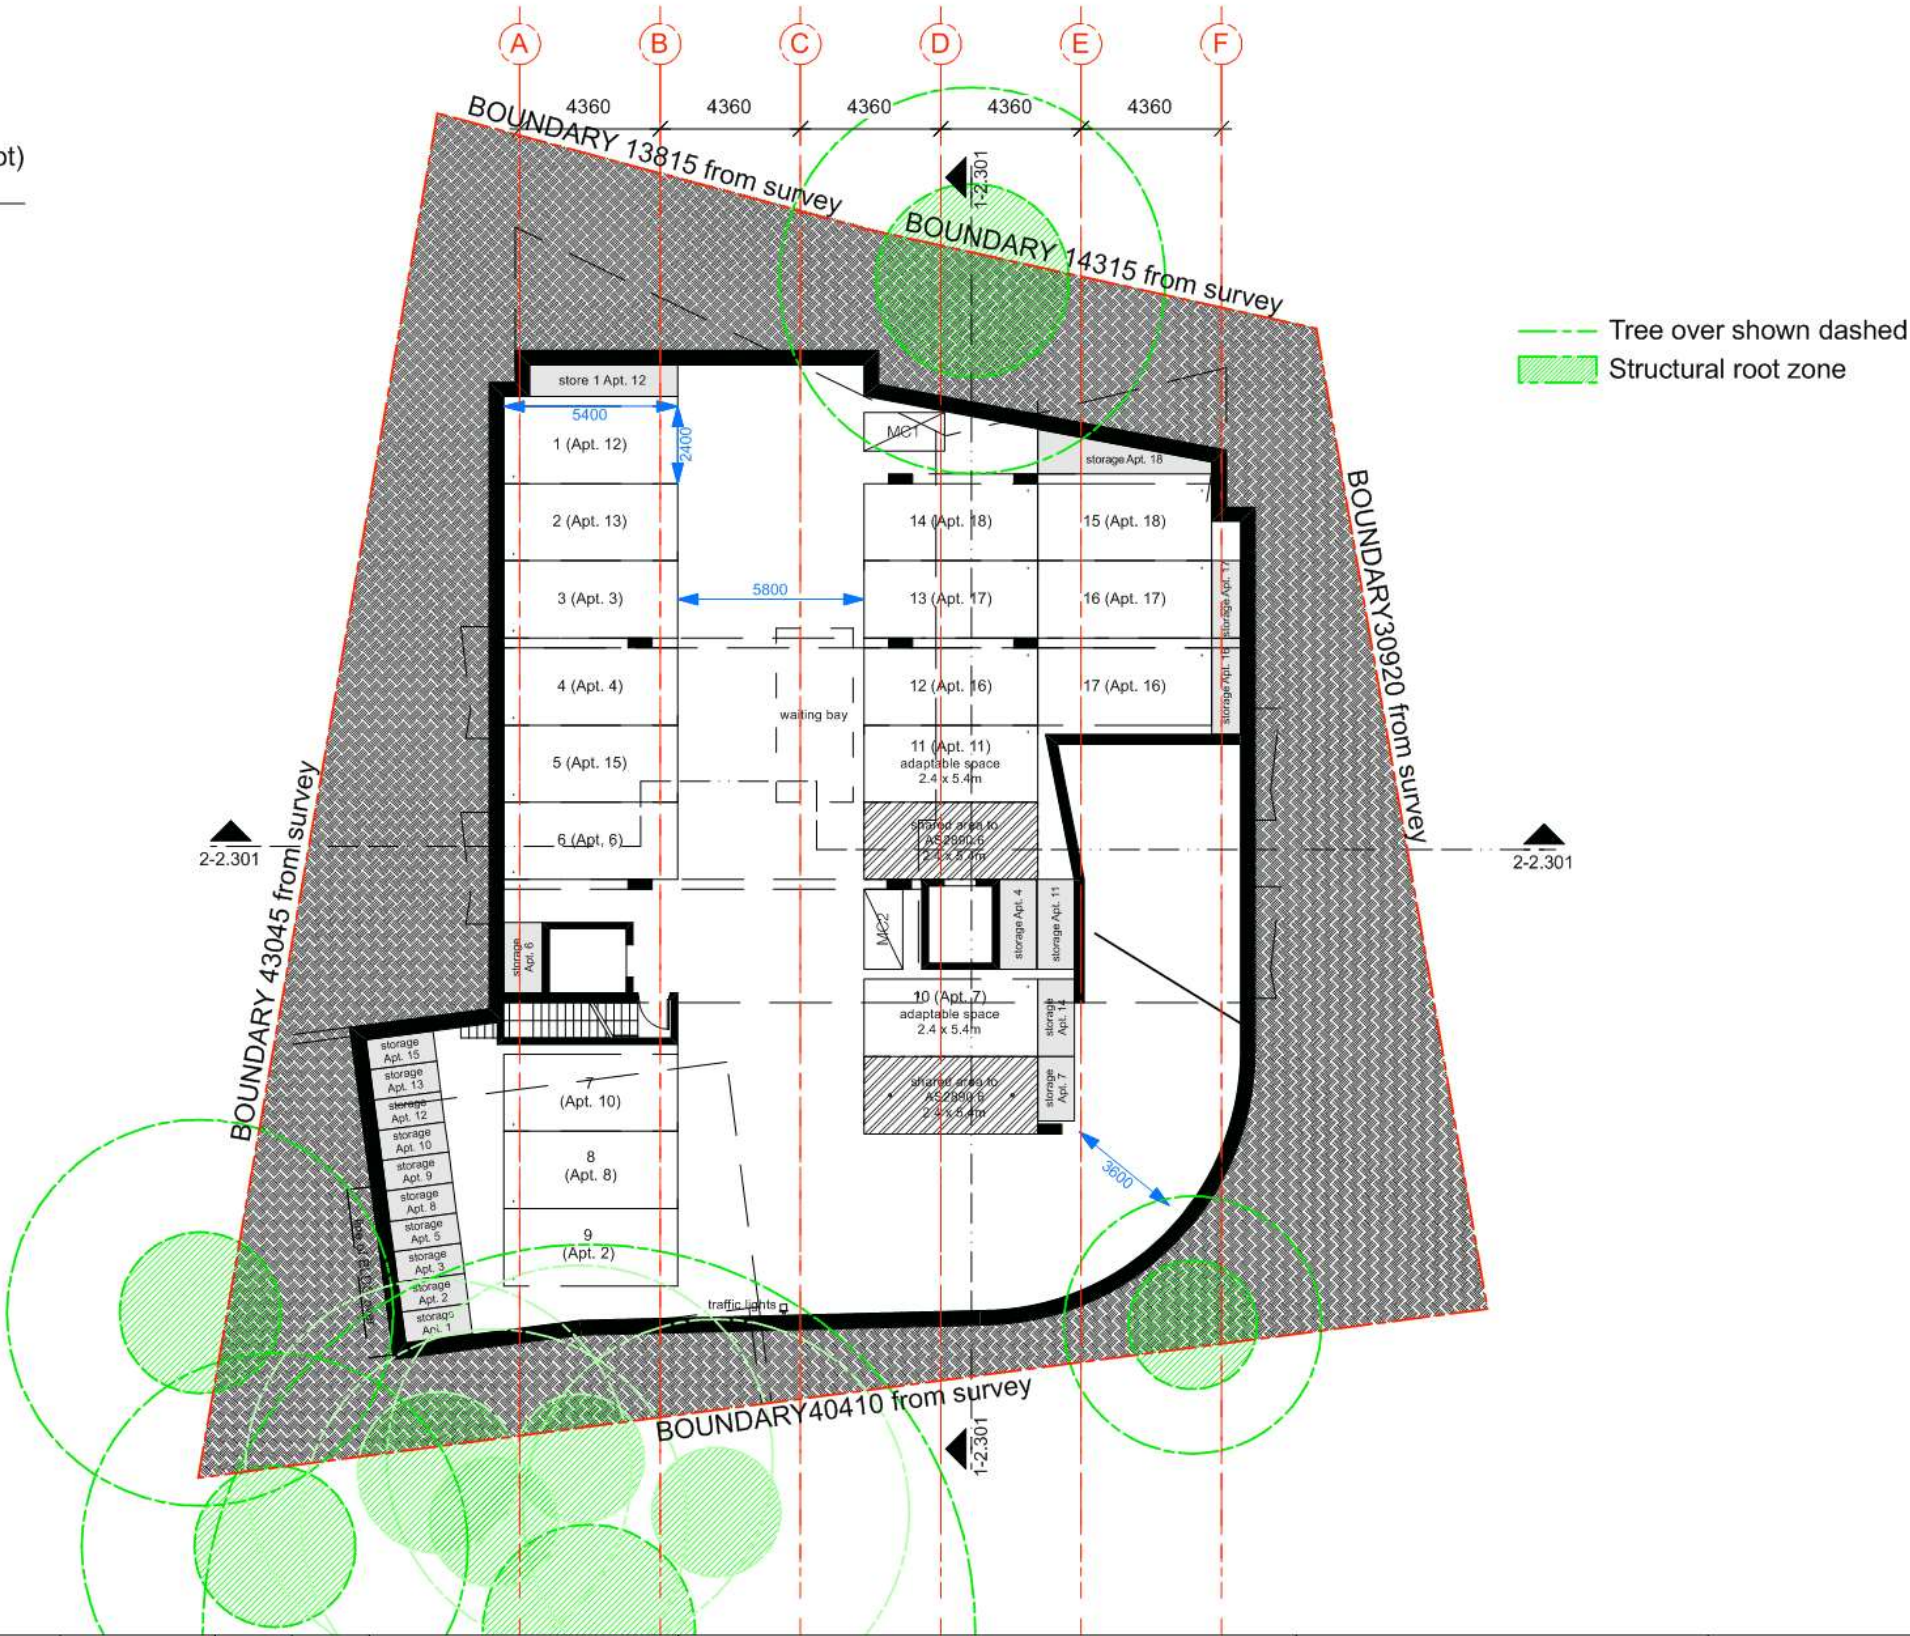 A B C D E F
4360 4360 4360 4360 4360
BOUNDARY 13815 from survey
1-2.301
BOUNDARY 14315 from survey
Tree over shown dashed
Structural root zone
store 1 Apt. 12
5400
2400
1 (Apt. 12)
MC1
storage Apt. 18
2 (Apt. 13)
14 (Apt. 18)
15 (Apt. 18)
BOUNDARY30920 from survey
3 (Apt. 3)
5800
13 (Apt. 17)
16 (Apt. 17)
storage Apt. 17
4 (Apt. 4)
waiting bay
12 (Apt. 16)
17 (Apt. 16)
storage Apt. 16
5 (Apt. 15)
11 (Apt. 11)
adaptable space
2.4 x 5.4m
6 (Apt. 6)
shared area to
AS2890.6
2.4 x 5.4m
2-2.301
2-2.301
BOUNDARY 43045 from survey
storage
Apt. 6
MC2
storage Apt. 4
storage Apt. 11
10 (Apt. 7)
adaptable space
2.4 x 5.4m
storage
Apt. 14
shared area to
AS2890.6
2.4 x 5.4m
storage
Apt. 7
3600
storage
Apt. 15
storage
Apt. 13
storage
Apt. 12
storage
Apt. 10
storage
Apt. 9
storage
Apt. 8
storage
Apt. 5
storage
Apt. 3
storage
Apt. 2
storage
Apt. 1
7
(Apt. 10)
8
(Apt. 8)
9
(Apt. 2)
traffic lights
BOUNDARY40410 from survey
1-2.301